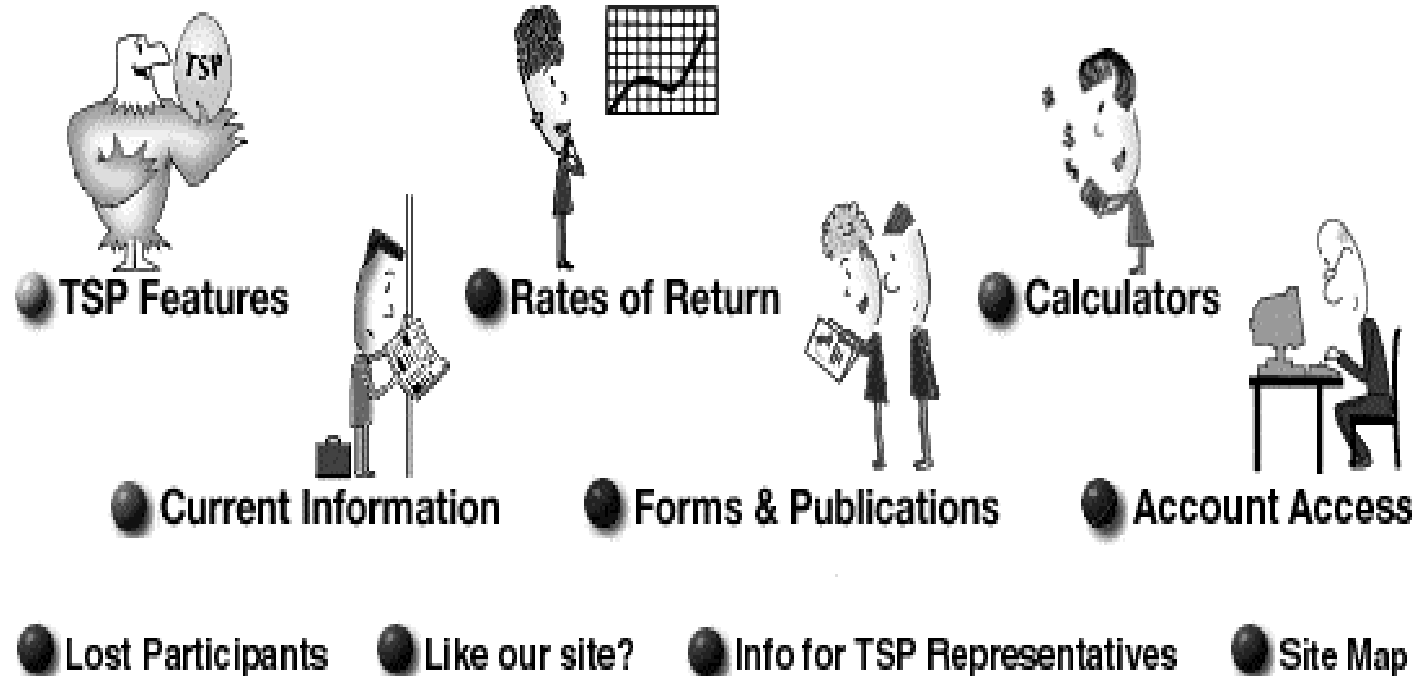 TSP
TSP Features
Rates of Return
Calculators
Current Information
Forms & Publications
Account Access
Lost Participants
Like our site?
Info for TSP Representatives
Site Map